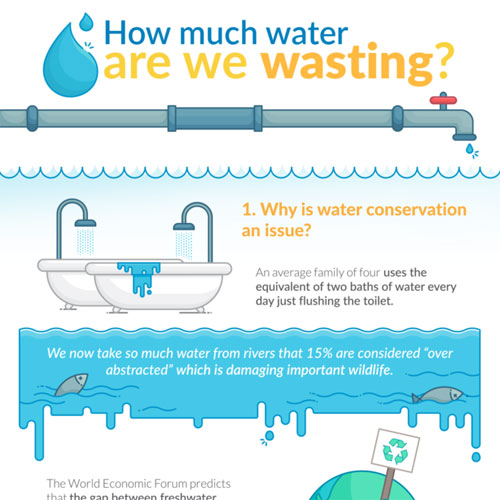 How much water
are we wasting?
1. Why is water conservation
an issue?
An average family of four uses the
equivalent of two baths of water every
day just flushing the toilet.
We now take so much water from rivers that 15% are considered “over
abstracted” which is damaging important wildlife.
The World Economic Forum predicts
that the gap between freshwater